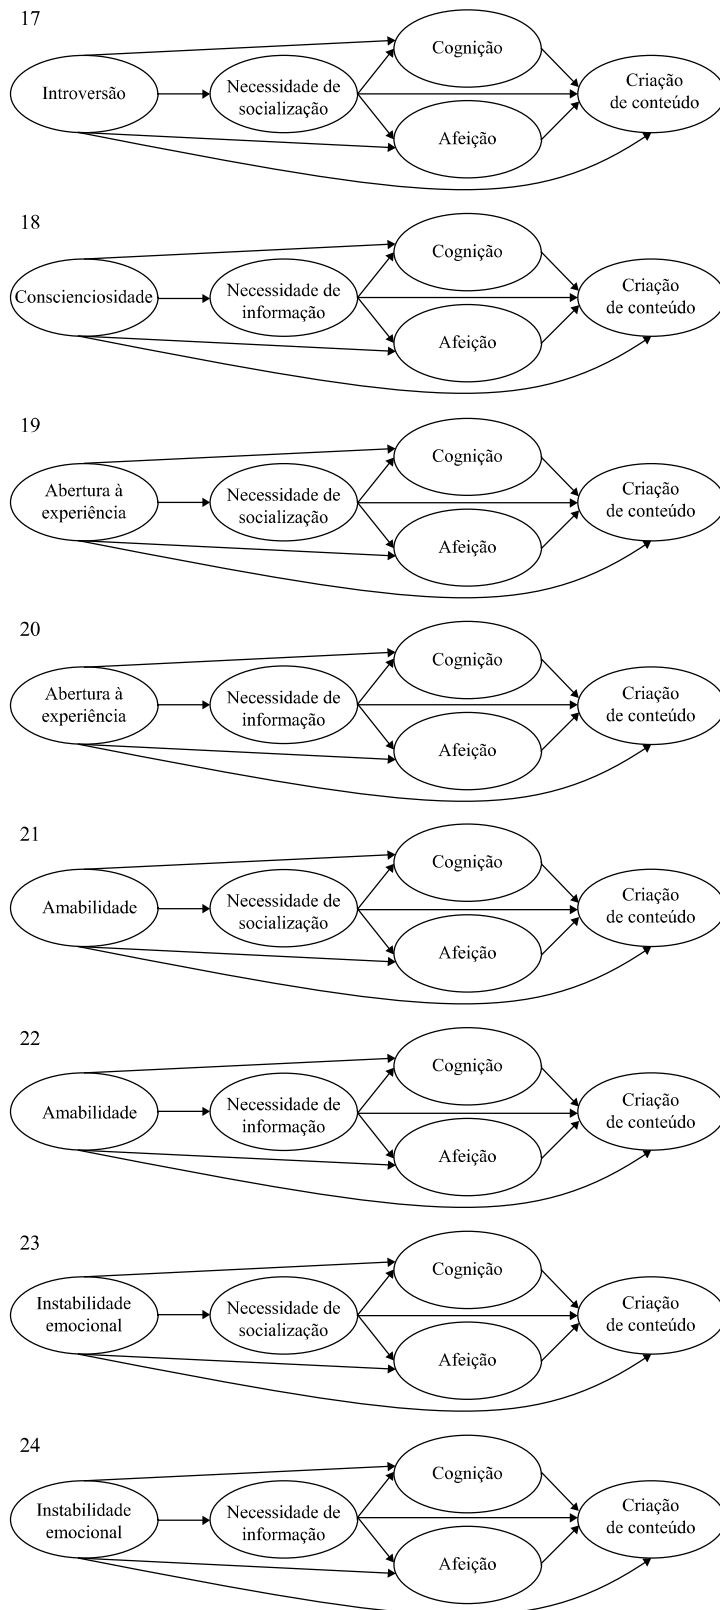 17
Cognição
Introversão
Necessidade de
socialização
Criação
de conteúdo
Afeição
18
Cognição
Conscienciosidade
Necessidade de
informação
Criação
de conteúdo
Afeição
19
Cognição
Abertura à
experiência
Necessidade de
socialização
Criação
de conteúdo
Afeição
20
Cognição
Abertura à
experiência
Necessidade de
informação
Criação
de conteúdo
Afeição
21
Cognição
Amabilidade
Necessidade de
socialização
Criação
de conteúdo
Afeição
22
Cognição
Amabilidade
Necessidade de
informação
Criação
de conteúdo
Afeição
23
Cognição
Instabilidade
emocional
Necessidade de
socialização
Criação
de conteúdo
Afeição
24
Cognição
Instabilidade
emocional
Necessidade de
informação
Criação
de conteúdo
Afeição